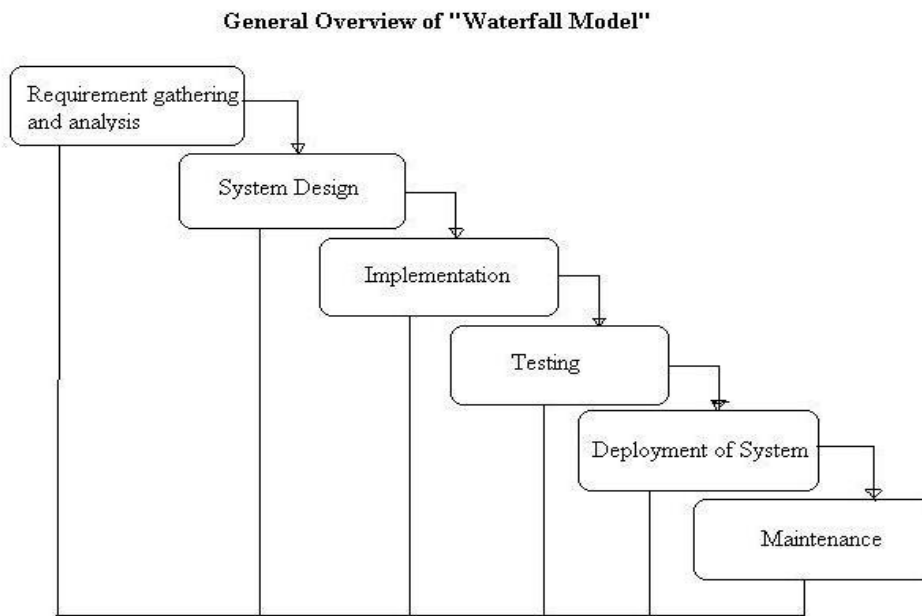 General Overview of "Waterfall Model"
Requirement gathering
and analysis
System Design
Implementation
Testing
Deployment of System
Maintenance